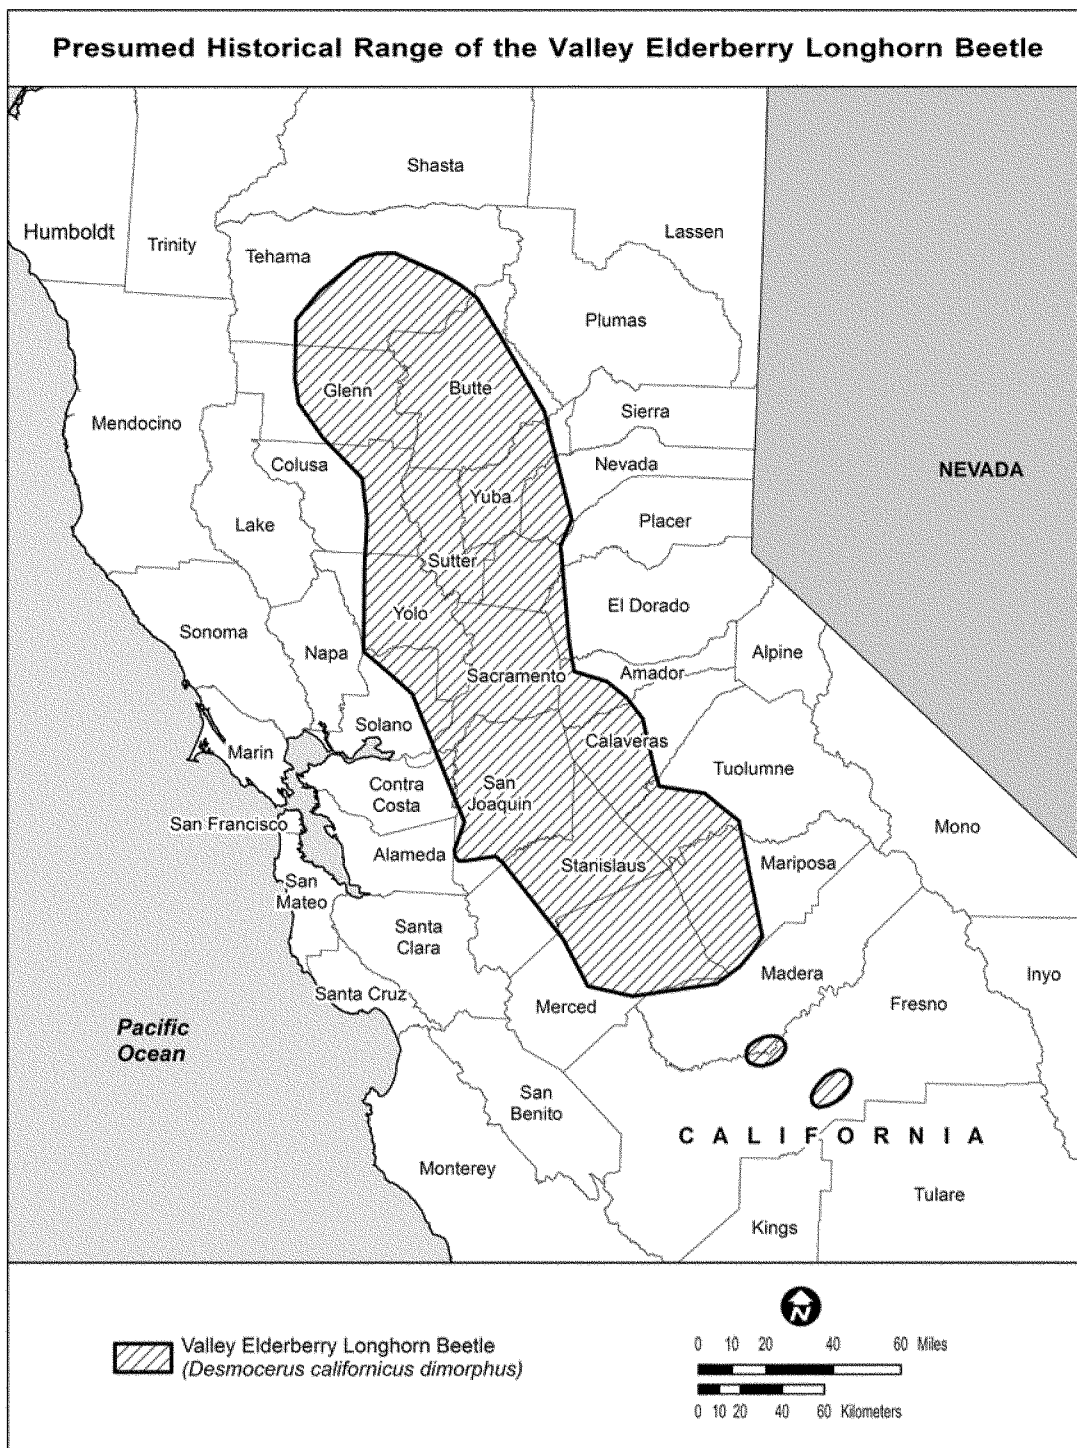 Presumed Historical Range of the Valley Elderberry Longhorn Beetle
Shasta
Humboldt
Trinity
Tehama
Lassen
Plumas
Glenn
Butte
Sierra
Mendocino
Colusa
Nevada
NEVADA
Yuba
Lake
Placer
Sutter
Yolo
El Dorado
Sonoma
Napa
Alpine
Sacramento
Amador
Solano
Calaveras
Marin
Tuolumne
Contra
Costa
San
Joaquin
San Francisco
Mono
Alameda
Stanislaus
Mariposa
San
Mateo
Santa
Clara
Madera
Inyo
Santa Cruz
Merced
Fresno
Pacific
Ocean
San
Benito
CALIFORNIA
Monterey
Tulare
Kings
N
Valley Elderberry Longhorn Beetle
(Desmocerus californicus dimorphus)
0 10 20 40 60 Miles
0 10 20 40 60 Kilometers